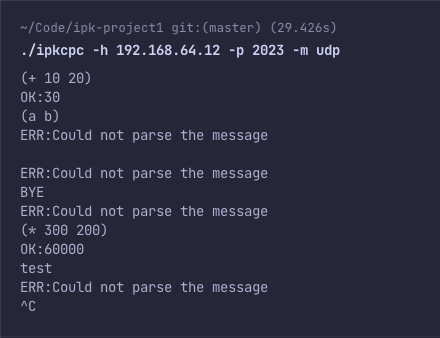 ~/Code/ipk-project1 git:(master) (29.426s)
./ipkcpc -h 192.168.64.12 -p 2023 -m udp
(+ 10 20)
OK:30
(a b)
ERR:Could not parse the message
ERR:Could not parse the message
BYE
ERR:Could not parse the message
(* 300 200)
OK:60000
test
ERR:Could not parse the message
^C